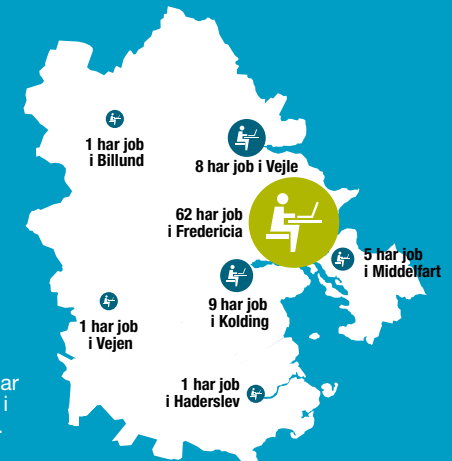 1 har job
i Billund
8 har job i Vejle
62 har job
i Fredericia
5 har job
i Middelfart
9 har job
i Kolding
1 har job
i Vejen
1 har job
i Haderslev
i